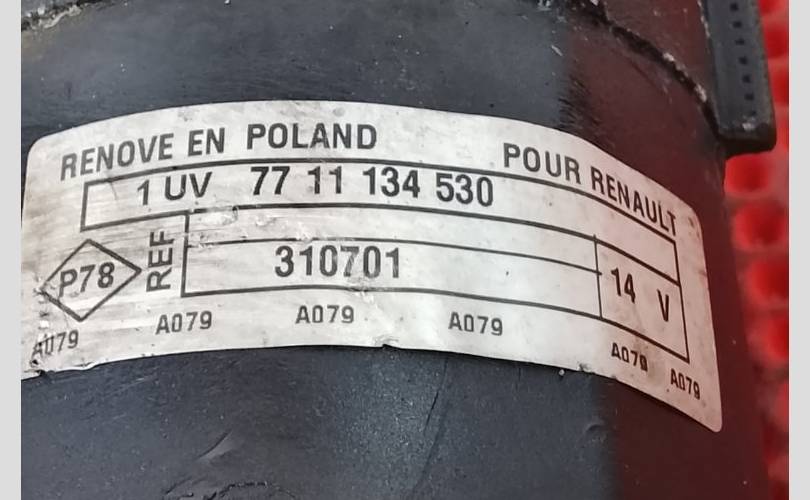 RENOVE EN POLAND POUR RENAULT
1 UV 77 11 134 530
P78 REF 310701 14 V
A079 A079 A079 A079 A079 A079